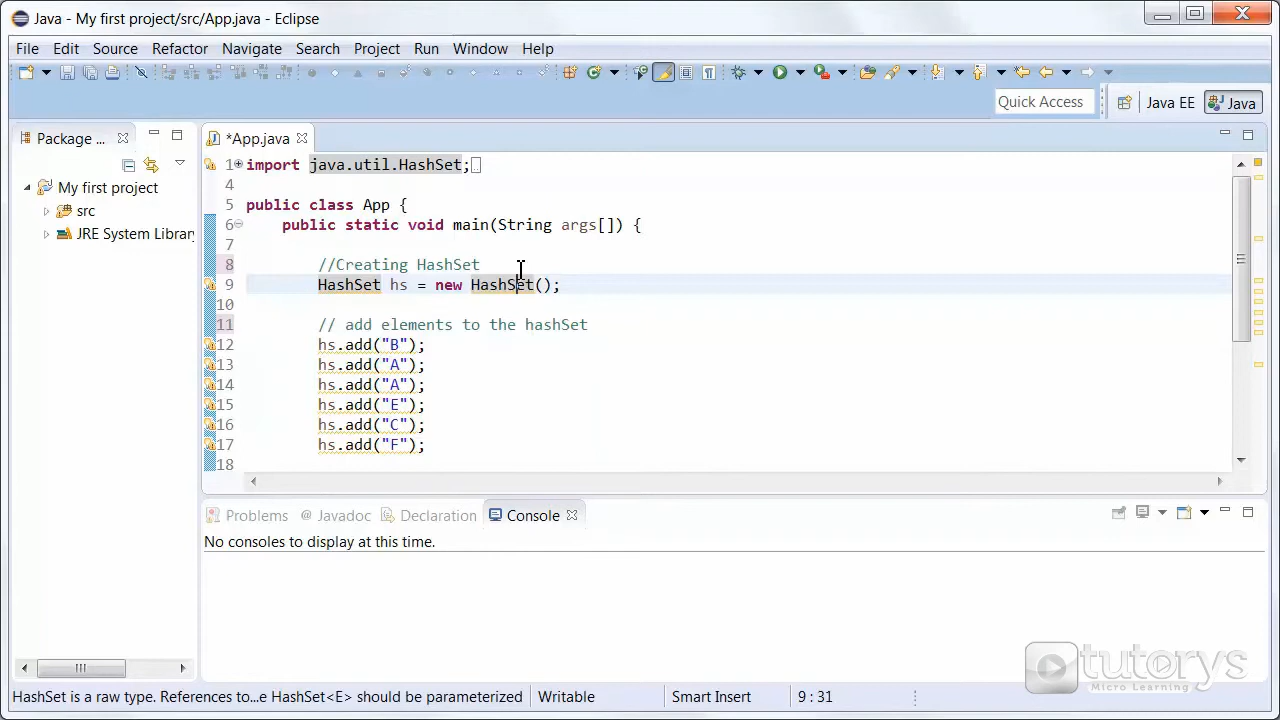 Java - My first project/src/App.java - Eclipse
File Edit Source Refactor Navigate Search Project Run Window Help
Quick Access
Java EE
Java
Package ...
*App.java
My first project
src
JRE System Library
1 import java.util.HashSet;
4
5 public class App {
6 public static void main(String args[]) {
7
8 //Creating HashSet
9 HashSet hs = new HashSet();
10
11 // add elements to the hashSet
12 hs.add("B");
13 hs.add("A");
14 hs.add("A");
15 hs.add("E");
16 hs.add("C");
17 hs.add("F");
18
Problems @ Javadoc Declaration Console
No consoles to display at this time.
tutorys
Micro Learning
HashSet is a raw type. References to...e HashSet<E> should be parameterized Writable Smart Insert 9 : 31